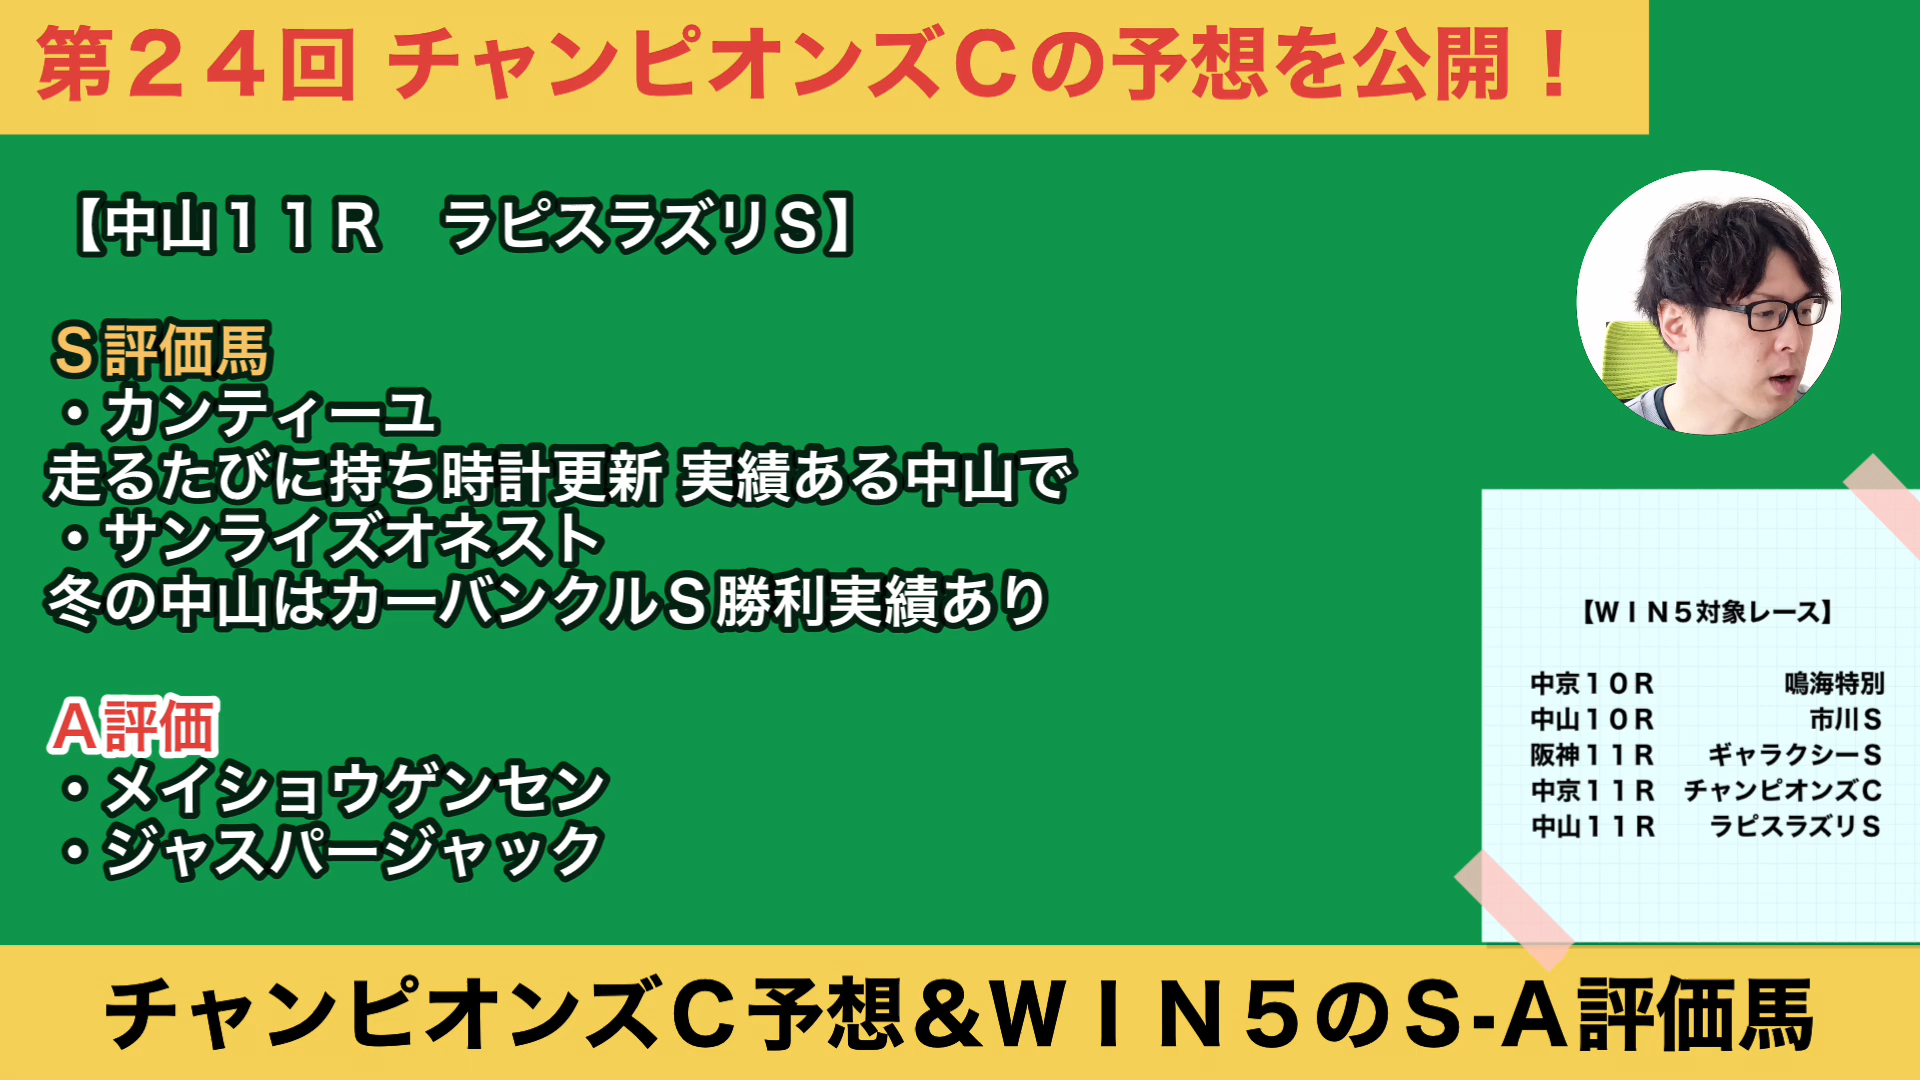 第２４回 チャンピオンズＣの予想を公開！
【中山１１Ｒ　ラピスラズリＳ】
Ｓ評価馬
・カンティーユ
走るたびに持ち時計更新 実績ある中山で
・サンライズオネスト
冬の中山はカーバンクルＳ勝利実績あり
Ａ評価
・メイショウゲンセン
・ジャスパージャック
【ＷＩＮ５対象レース】
中京１０Ｒ　鳴海特別
中山１０Ｒ　市川Ｓ
阪神１１Ｒ　ギャラクシーＳ
中京１１Ｒ　チャンピオンズＣ
中山１１Ｒ　ラピスラズリＳ
チャンピオンズＣ予想＆ＷＩＮ５のＳ-Ａ評価馬